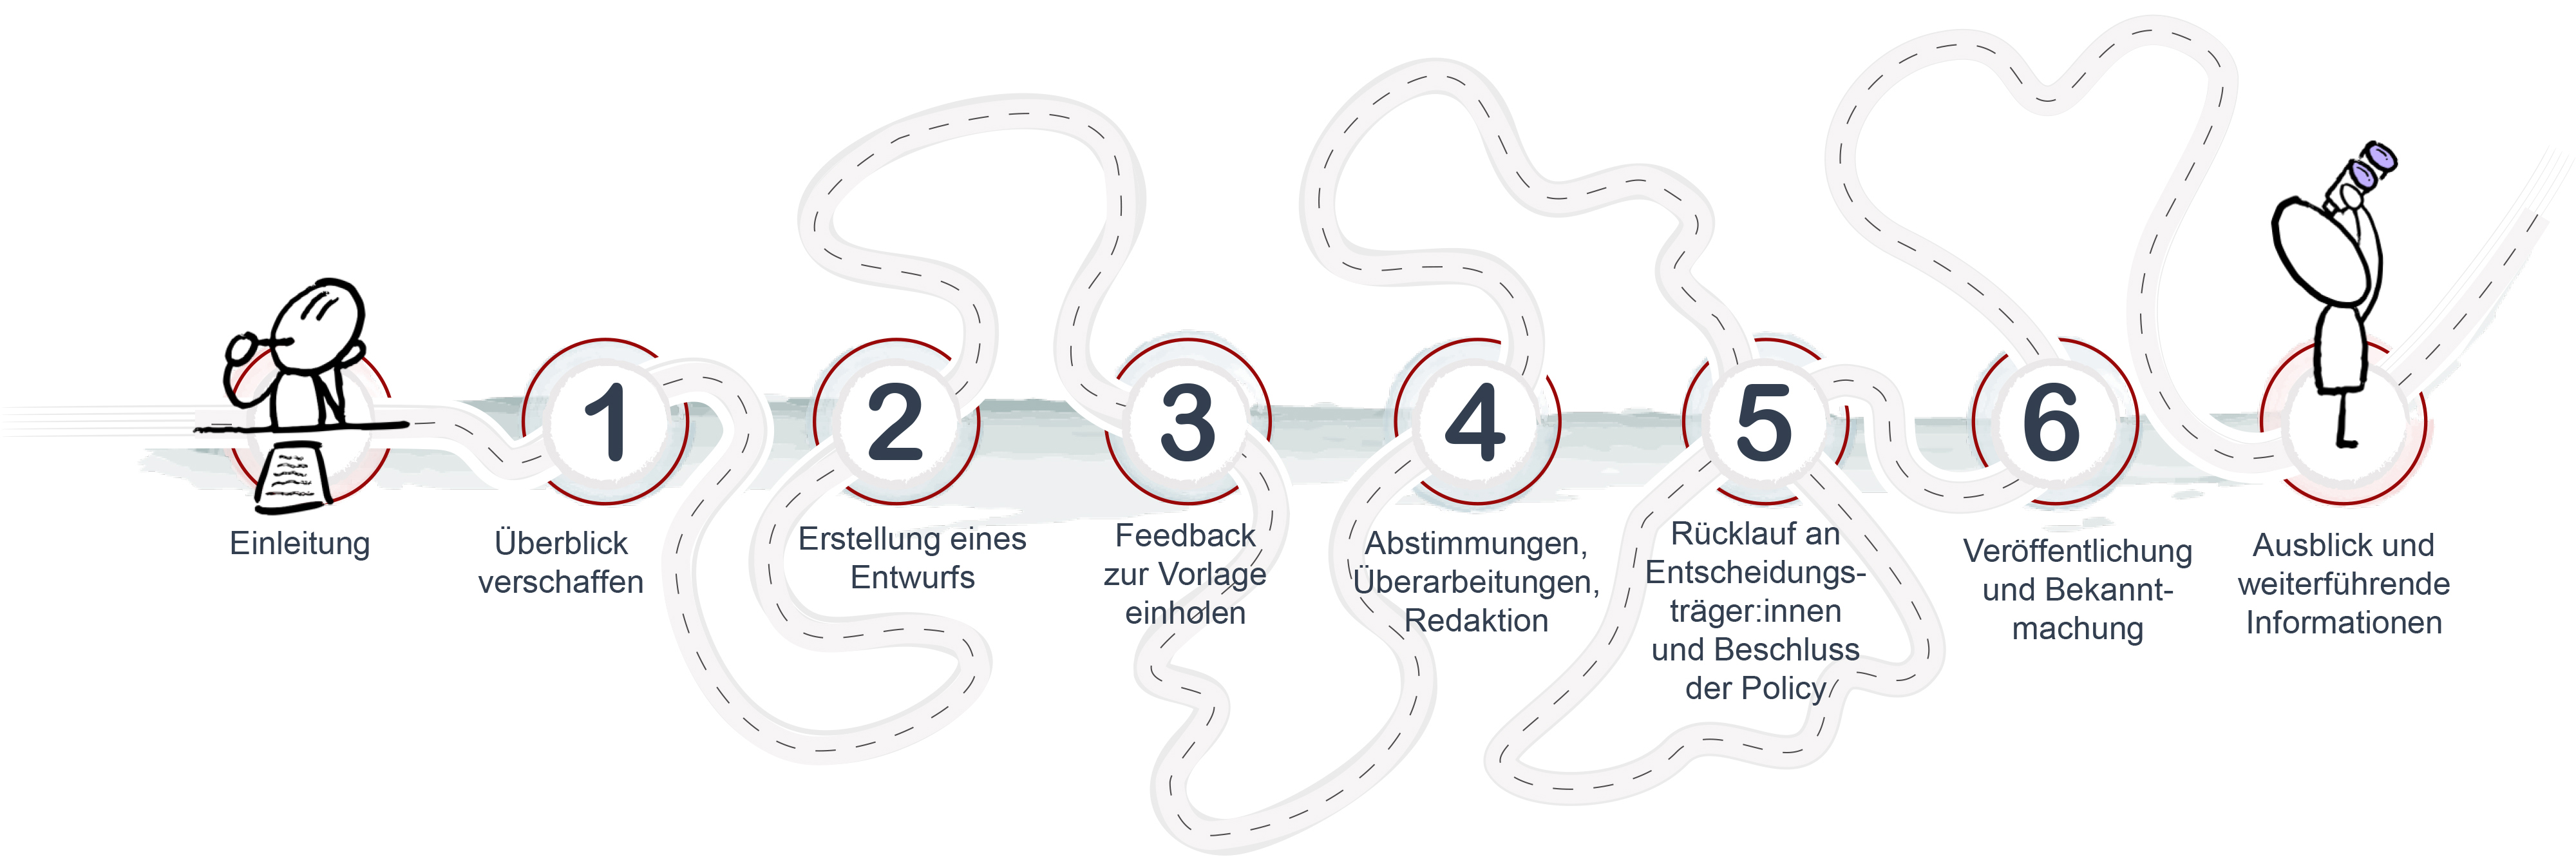 Einleitung
1
Überblick
verschaffen
2
Erstellung eines
Entwurfs
3
Feedback
zur Vorlage
einholen
4
Abstimmungen,
Überarbeitungen,
Redaktion
5
Rücklauf an
Entscheidungs-
träger:innen
und Beschluss
der Policy
6
Veröffentlichung
und Bekannt-
machung
Ausblick und
weiterführende
Informationen